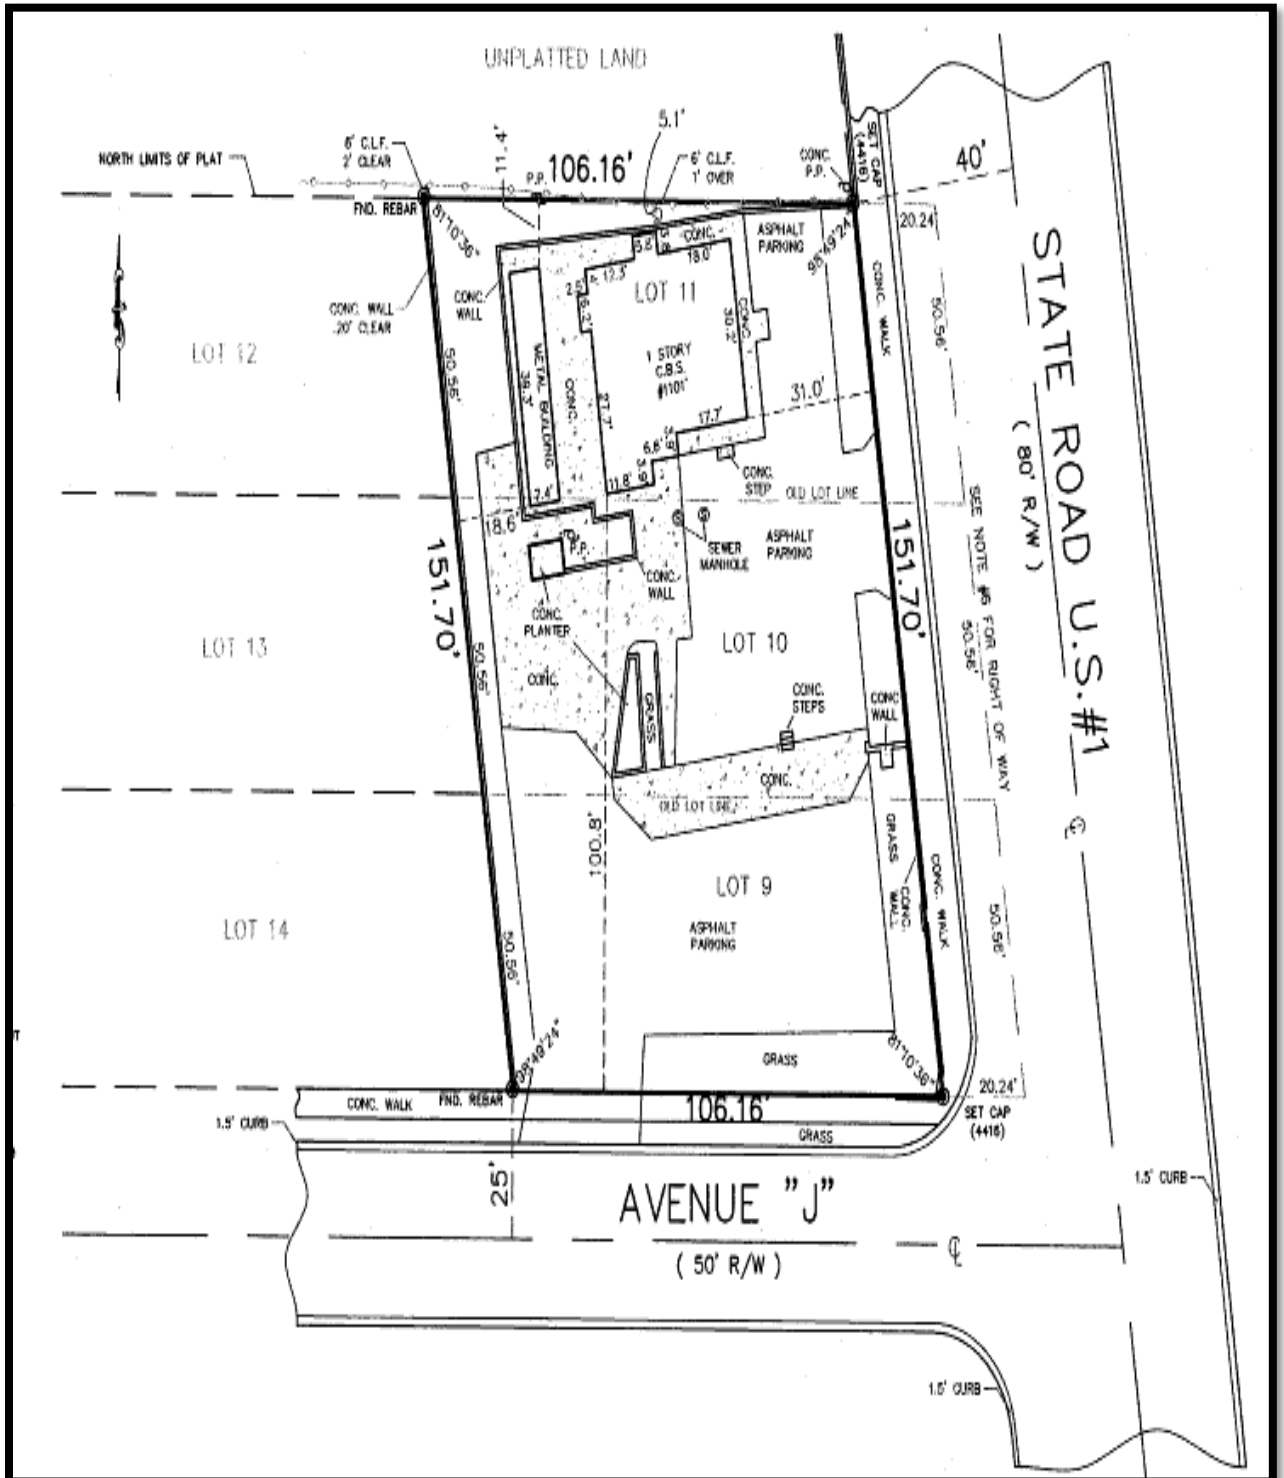 UNPLATTED LAND
6' C.L.F.
2' CLEAR
11.4'
5.1'
6' C.L.F.
1' OVER
CONC.
P.P.
SET CAP
(4416)
40'
NORTH LIMITS OF PLAT
P.P.
106.16'
FND. REBAR
81°10'36"
98°49'24"
20.24
CONC.
ASPHALT
PARKING
18.0'
12.5'
LOT 11
CONC.
WALL
CONC. WALL
.20' CLEAR
LOT 12
50.56'
METAL BUILDING
39.3'
CONC.
27.7'
1 STORY
C.B.S.
#1101
30.2'
CONC.
CONC. WALK
50.56'
STATE ROAD U.S.#1
( 80' R/W )
31.0'
17.7'
6.8'
3.9'
3.9'
11.8'
7.4'
CONC.
STEP
OLD LOT LINE
18.6'
P.P.
SEWER
MANHOLE
ASPHALT
PARKING
CONC.
WALL
151.70'
151.70'
SEE NOTE #6 FOR RIGHT OF WAY
50.56'
LOT 13
CONC.
PLANTER
LOT 10
50.56'
CONC.
GRASS
CONC.
STEPS
CONC
WALL
CONC.
OLD LOT LINE
100.8'
GRASS
CONC.
WALL
CONC. WALK
50.56'
LOT 9
LOT 14
ASPHALT
PARKING
50.56'
98°49'24"
GRASS
81°10'36"
20.24'
CONC. WALK
FND. REBAR
106.16'
SET CAP
(4416)
1.5' CURB
GRASS
25'
AVENUE "J"
( 50' R/W )
1.5' CURB
1.5' CURB